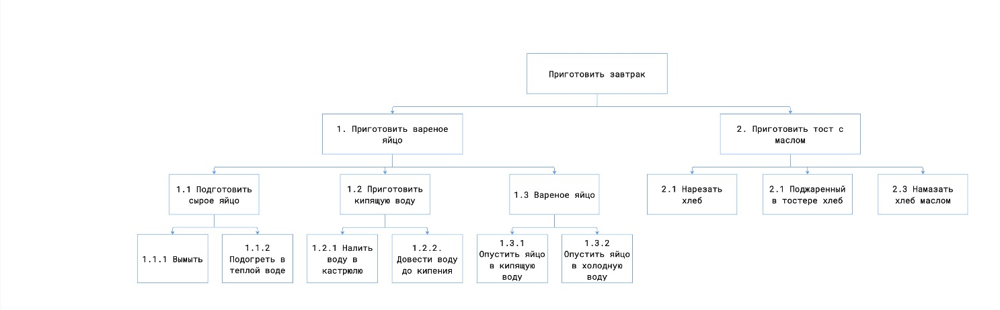 Приготовить завтрак
1. Приготовить вареное
яйцо
2. Приготовить тост с
маслом
1.1 Подготовить
сырое яйцо
1.2 Приготовить
кипящую воду
1.3 Вареное яйцо
2.1 Нарезать
хлеб
2.1 Поджаренный
в тостере хлеб
2.3 Намазать
хлеб маслом
1.1.1 Вымыть
1.1.2
Подогреть в
теплой воде
1.2.1 Налить
воду в
кастрюлю
1.2.2.
Довести воду
до кипения
1.3.1
Опустить яйцо
в кипящую
воду
1.3.2
Опустить яйцо
в холодную
воду